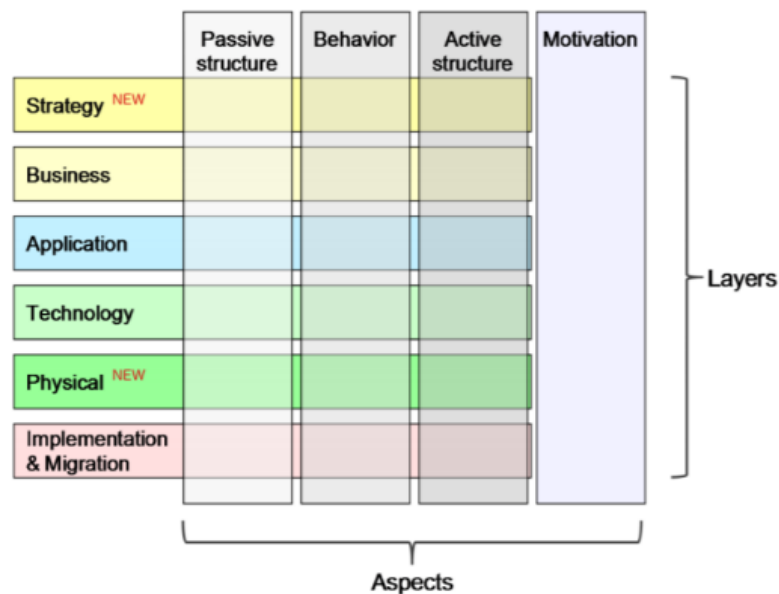 Passive
structure
Behavior
Active
structure
Motivation
Strategy NEW
Business
Application
Technology
Physical NEW
Implementation
& Migration
Layers
Aspects